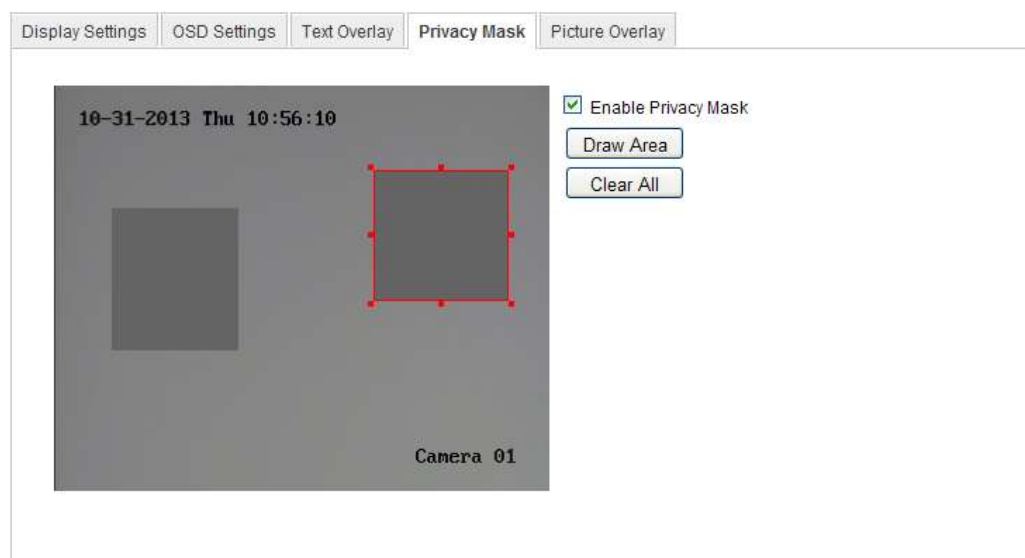 Display Settings OSD Settings Text Overlay Privacy Mask Picture Overlay
10-31-2013 Thu 10:56:10
Enable Privacy Mask
Draw Area
Clear All
Camera 01